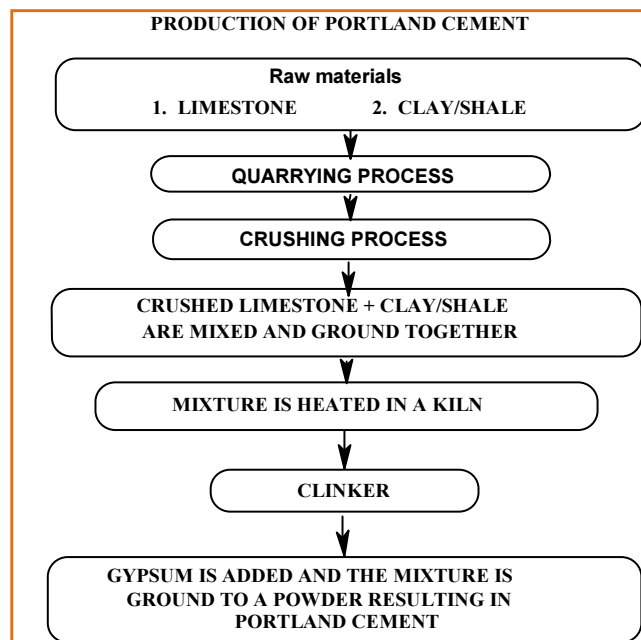 PRODUCTION OF PORTLAND CEMENT
Raw materials
1. LIMESTONE 2. CLAY/SHALE
QUARRYING PROCESS
CRUSHING PROCESS
CRUSHED LIMESTONE + CLAY/SHALE
ARE MIXED AND GROUND TOGETHER
MIXTURE IS HEATED IN A KILN
CLINKER
GYPSUM IS ADDED AND THE MIXTURE IS
GROUND TO A POWDER RESULTING IN
PORTLAND CEMENT